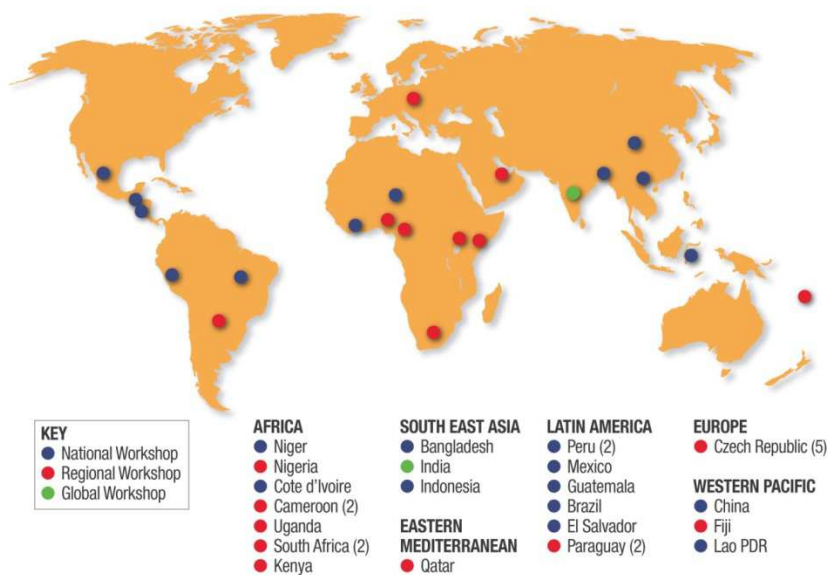 KEY
National Workshop
Regional Workshop
Global Workshop
AFRICA
Niger
Nigeria
Cote d'Ivoire
Cameroon (2)
Uganda
South Africa (2)
Kenya
SOUTH EAST ASIA
Bangladesh
India
Indonesia
EASTERN
MEDITERRANEAN
Qatar
LATIN AMERICA
Peru (2)
Mexico
Guatemala
Brazil
El Salvador
Paraguay (2)
EUROPE
Czech Republic (5)
WESTERN PACIFIC
China
Fiji
Lao PDR